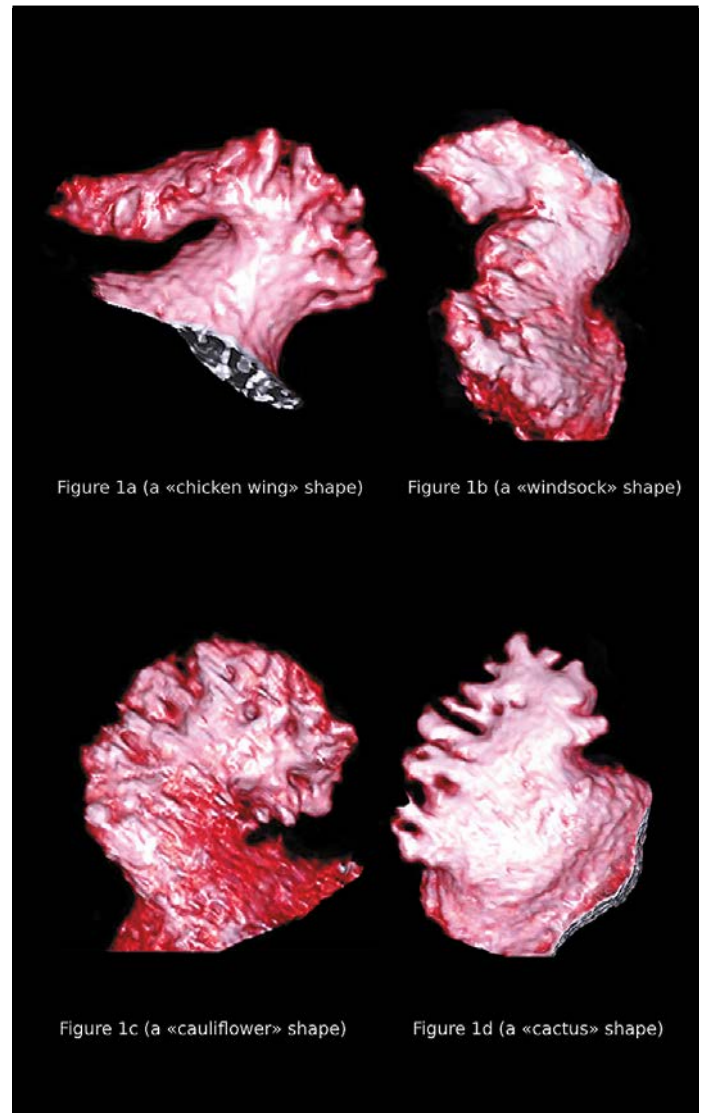 Figure 1a (a «chicken wing» shape)
Figure 1b (a «windsock» shape)
Figure 1c (a «cauliflower» shape)
Figure 1d (a «cactus» shape)